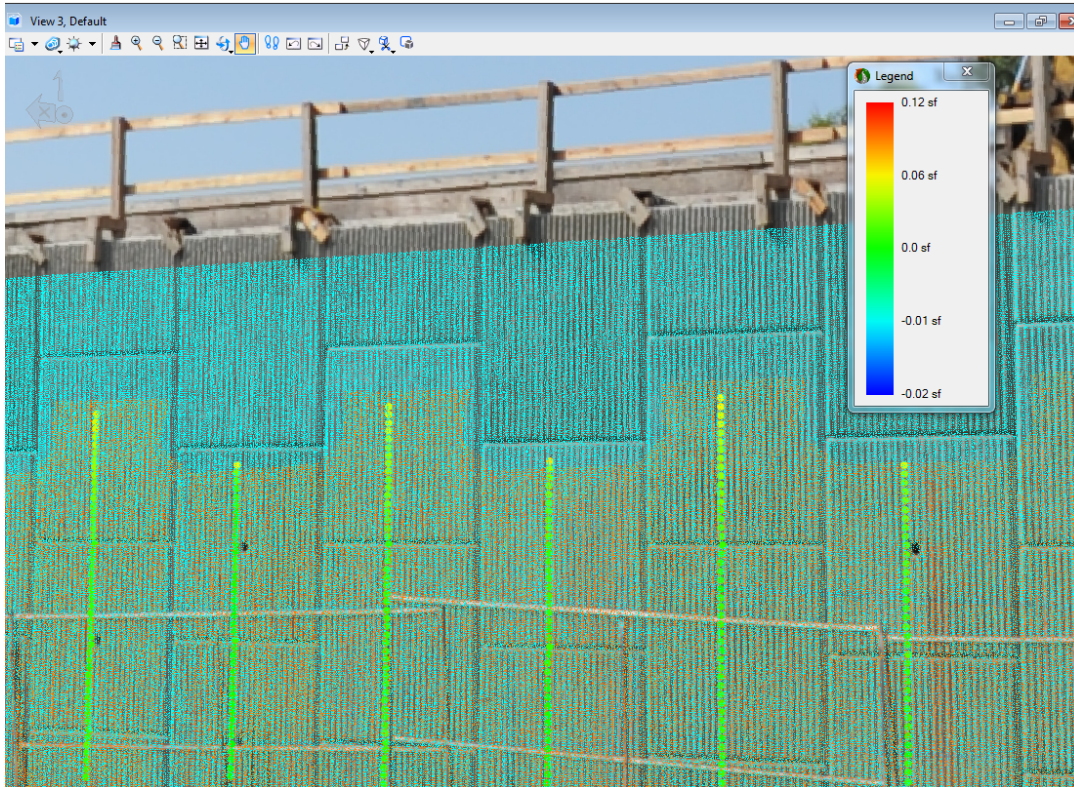 View 3, Default
Legend
0.12 sf
0.06 sf
0.0 sf
-0.01 sf
-0.02 sf